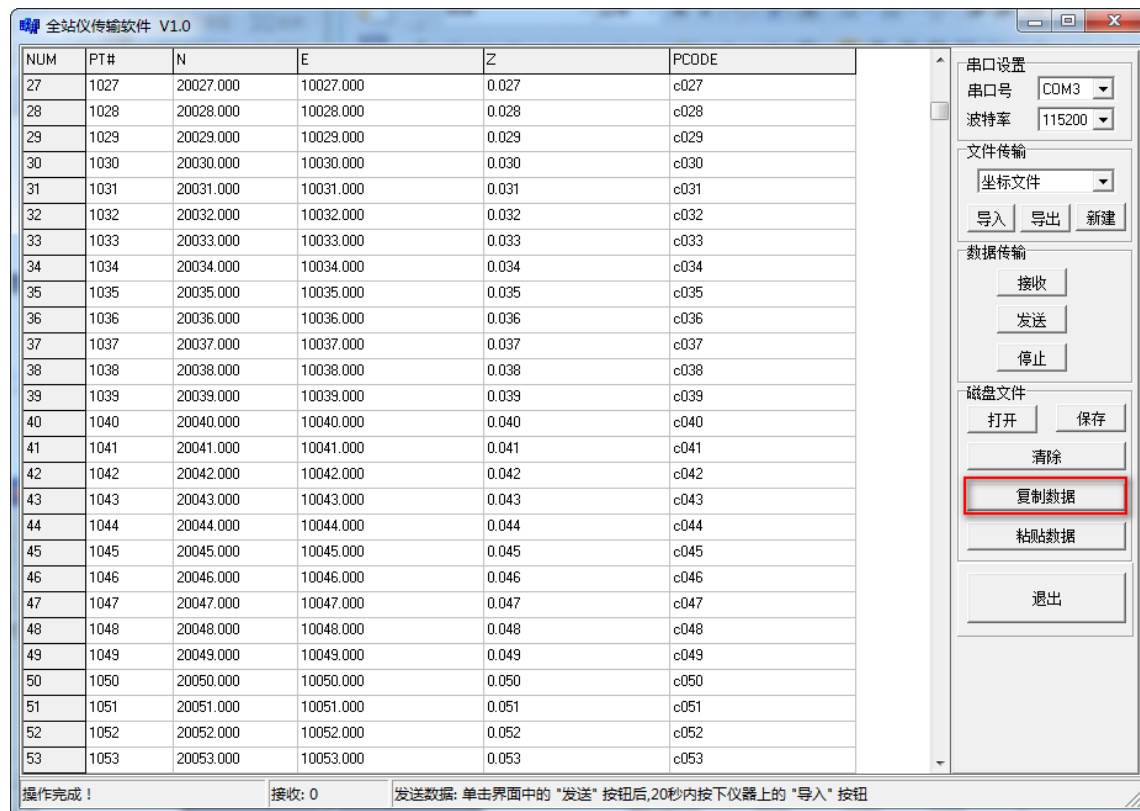 全站仪传输软件 V1.0
NUM PT# N E Z PCODE
27 1027 20027.000 10027.000 0.027 c027
28 1028 20028.000 10028.000 0.028 c028
29 1029 20029.000 10029.000 0.029 c029
30 1030 20030.000 10030.000 0.030 c030
31 1031 20031.000 10031.000 0.031 c031
32 1032 20032.000 10032.000 0.032 c032
33 1033 20033.000 10033.000 0.033 c033
34 1034 20034.000 10034.000 0.034 c034
35 1035 20035.000 10035.000 0.035 c035
36 1036 20036.000 10036.000 0.036 c036
37 1037 20037.000 10037.000 0.037 c037
38 1038 20038.000 10038.000 0.038 c038
39 1039 20039.000 10039.000 0.039 c039
40 1040 20040.000 10040.000 0.040 c040
41 1041 20041.000 10041.000 0.041 c041
42 1042 20042.000 10042.000 0.042 c042
43 1043 20043.000 10043.000 0.043 c043
44 1044 20044.000 10044.000 0.044 c044
45 1045 20045.000 10045.000 0.045 c045
46 1046 20046.000 10046.000 0.046 c046
47 1047 20047.000 10047.000 0.047 c047
48 1048 20048.000 10048.000 0.048 c048
49 1049 20049.000 10049.000 0.049 c049
50 1050 20050.000 10050.000 0.050 c050
51 1051 20051.000 10051.000 0.051 c051
52 1052 20052.000 10052.000 0.052 c052
53 1053 20053.000 10053.000 0.053 c053
串口设置
串口号 COM3
波特率 115200
文件传输
坐标文件
导入 导出 新建
数据传输
接收
发送
停止
磁盘文件
打开 保存
清除
复制数据
粘贴数据
退出
操作完成！ 接收: 0 发送数据: 单击界面中的 "发送" 按钮后,20秒内按下仪器上的 "导入" 按钮